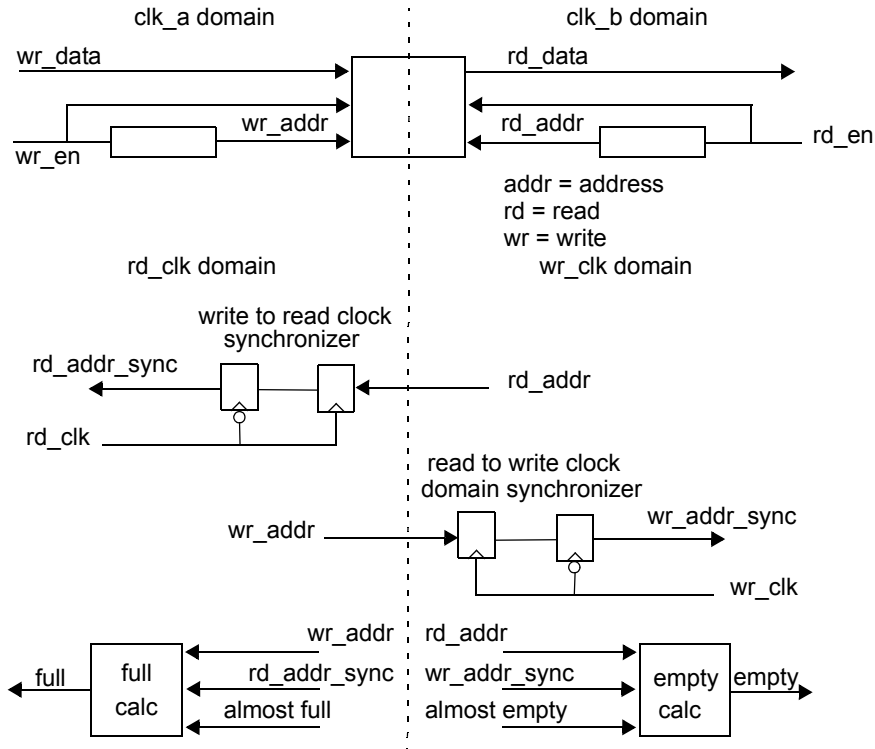 clk_a domain
clk_b domain
wr_data
rd_data
wr_addr
rd_addr
wr_en
rd_en
addr = address
rd = read
wr = write
rd_clk domain
wr_clk domain
write to read clock
synchronizer
rd_addr_sync
rd_addr
rd_clk
read to write clock
domain synchronizer
wr_addr
wr_addr_sync
wr_clk
wr_addr
rd_addr
full
full
calc
rd_addr_sync
wr_addr_sync
empty
calc
empty
almost full
almost empty